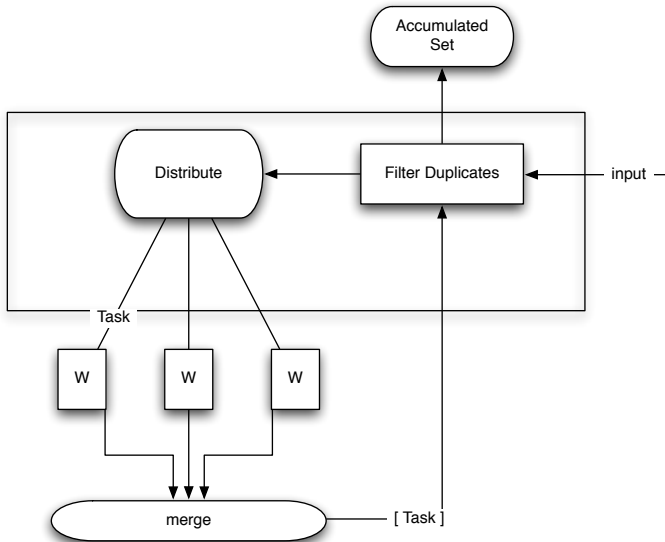 Accumulated
Set
Distribute
Filter Duplicates
input
Task
W
W
W
merge
[ Task ]